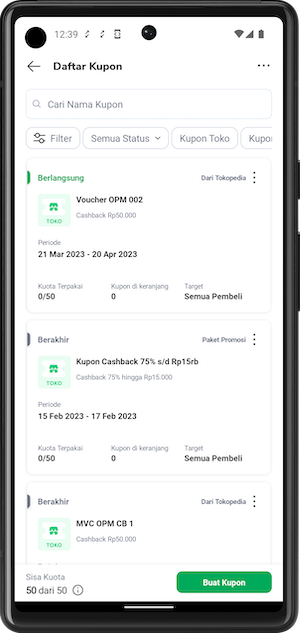 12:39
Daftar Kupon
Cari Nama Kupon
Filter
Semua Status
Kupon Toko
Kupo
Berlangsung
Dari Tokopedia
TOKO
Voucher OPM 002
Cashback Rp50.000
Periode
21 Mar 2023 - 20 Apr 2023
Kuota Terpakai Kupon di keranjang Target
0/50 0 Semua Pembeli
Berakhir
Paket Promosi
TOKO
Kupon Cashback 75% s/d Rp15rb
Cashback 75% hingga Rp15.000
Periode
15 Feb 2023 - 17 Feb 2023
Kuota Terpakai Kupon di keranjang Target
0/50 0 Semua Pembeli
Berakhir
Dari Tokopedia
TOKO
MVC OPM CB 1
Cashback Rp50.000
Sisa Kuota
50 dari 50
Buat Kupon